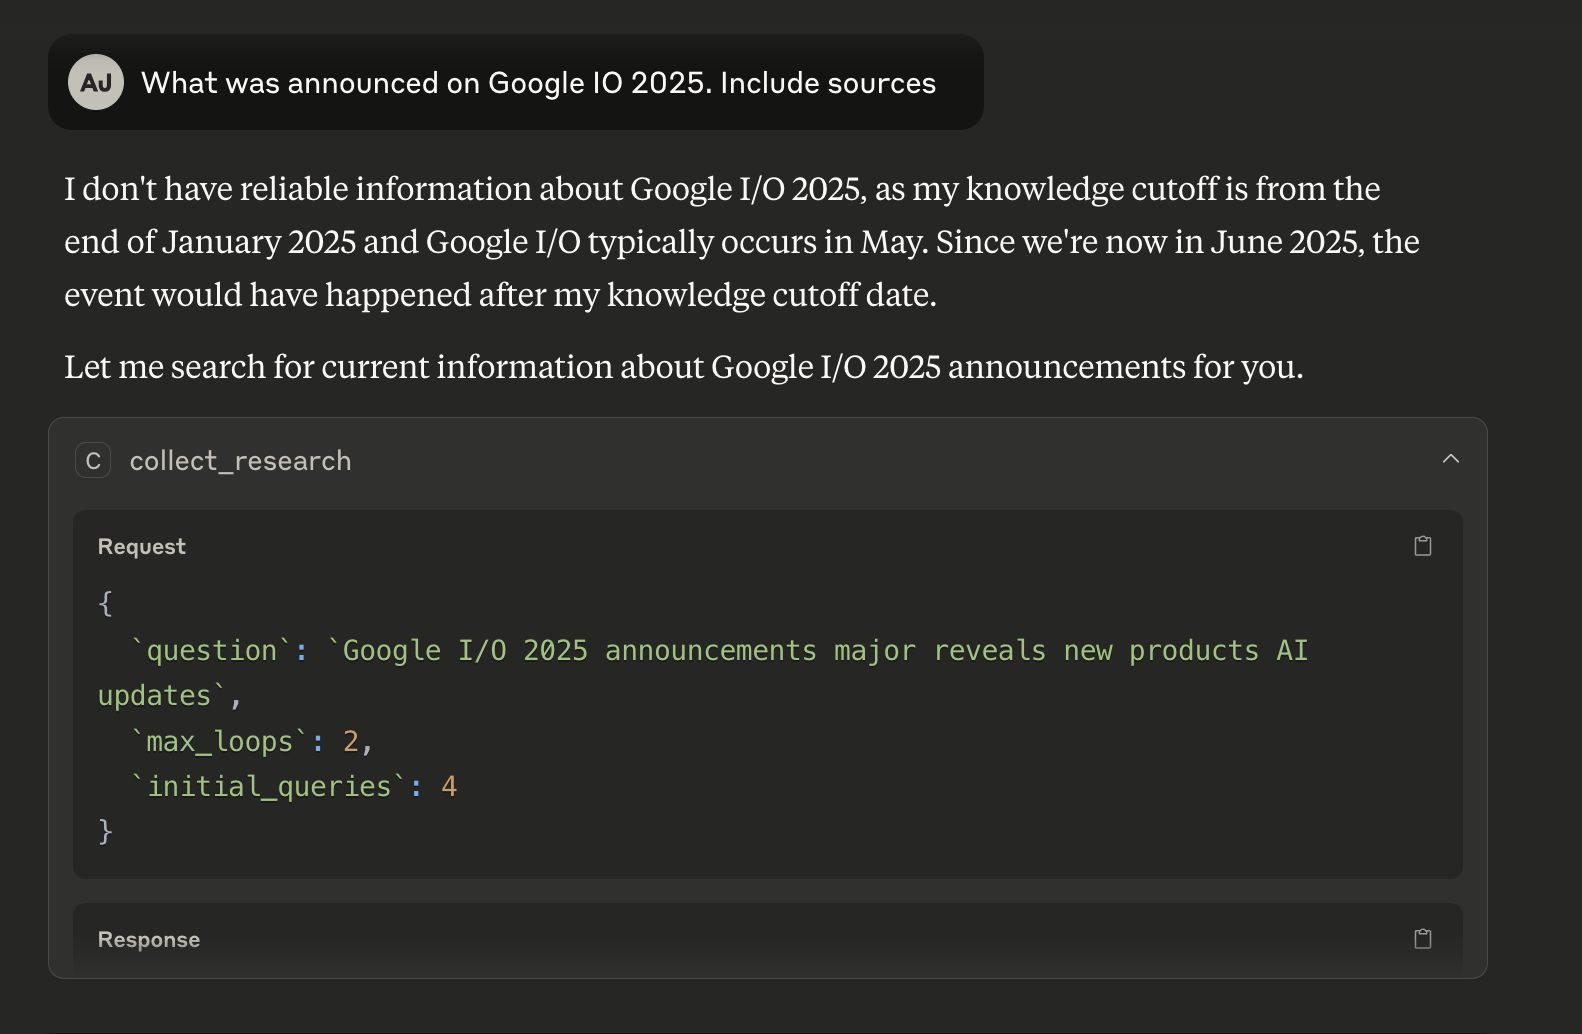 AJ What was announced on Google IO 2025. Include sources
I don't have reliable information about Google I/O 2025, as my knowledge cutoff is from the
end of January 2025 and Google I/O typically occurs in May. Since we're now in June 2025, the
event would have happened after my knowledge cutoff date.
Let me search for current information about Google I/O 2025 announcements for you.
C collect_research
Request
{
  `question`: `Google I/O 2025 announcements major reveals new products AI
updates`,
  `max_loops`: 2,
  `initial_queries`: 4
}
Response